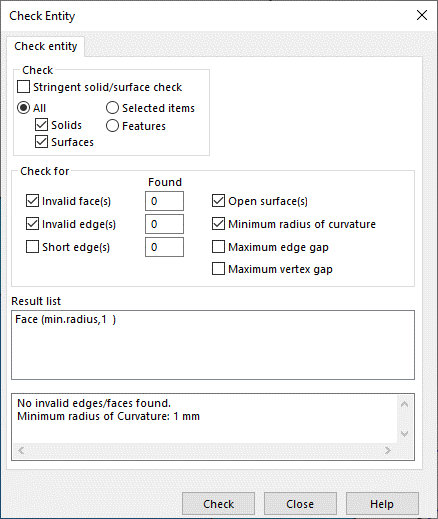 Check Entity
Check entity
Check
Stringent solid/surface check
All Selected items
Solids Features
Surfaces
Check for
Found
Invalid face(s) 0 Open surface(s)
Invalid edge(s) 0 Minimum radius of curvature
Short edge(s) 0 Maximum edge gap
Maximum vertex gap
Result list
Face (min.radius,1 )
No invalid edges/faces found.
Minimum radius of Curvature: 1 mm
Check Close Help